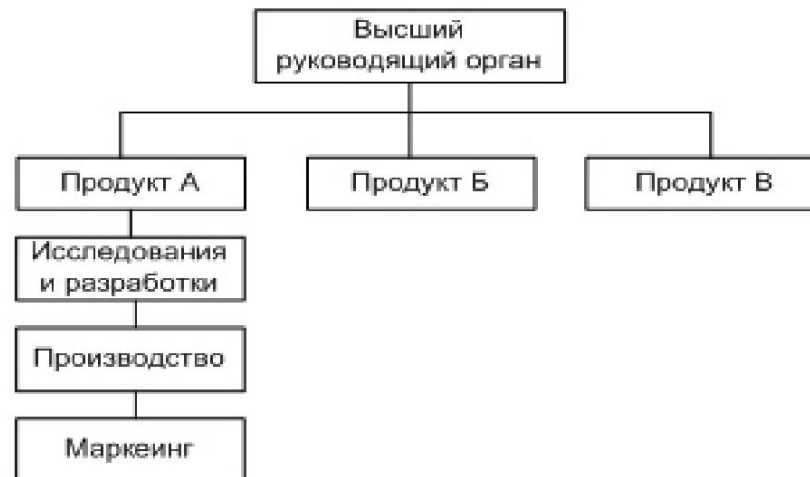 Высший
руководящий орган
Продукт А
Продукт Б
Продукт В
Исследования
и разработки
Производство
Маркеинг